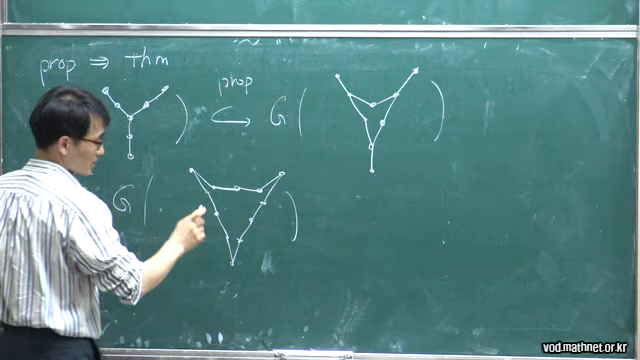 prop ⇒ thm
prop
) ↪ G( )
G( )
vod.mathnet.or.kr